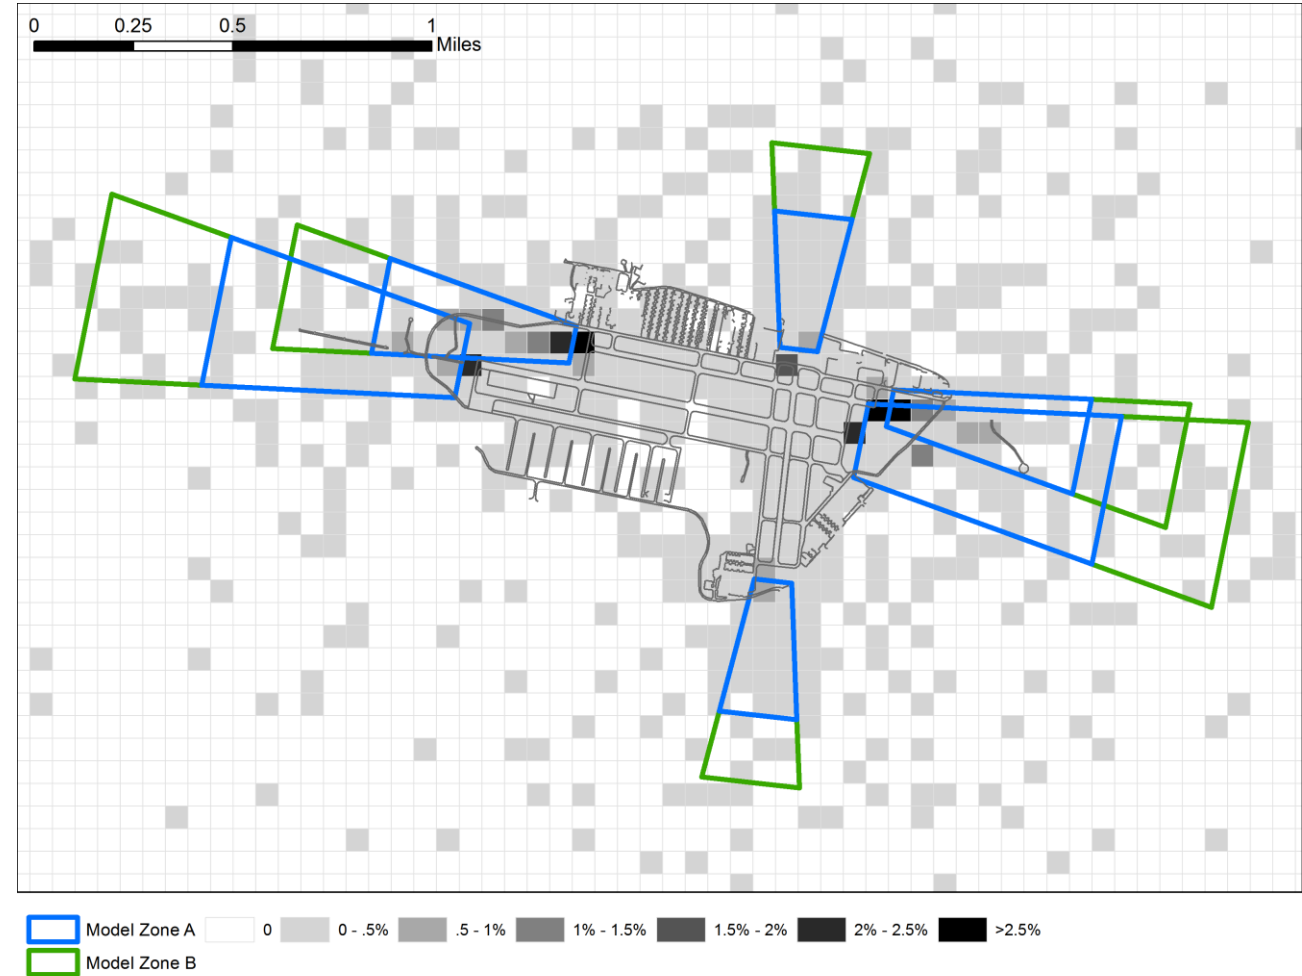 0 0.25 0.5 1
Miles
Model Zone A 0 0 - .5% .5 - 1% 1% - 1.5% 1.5% - 2% 2% - 2.5% >2.5%
Model Zone B